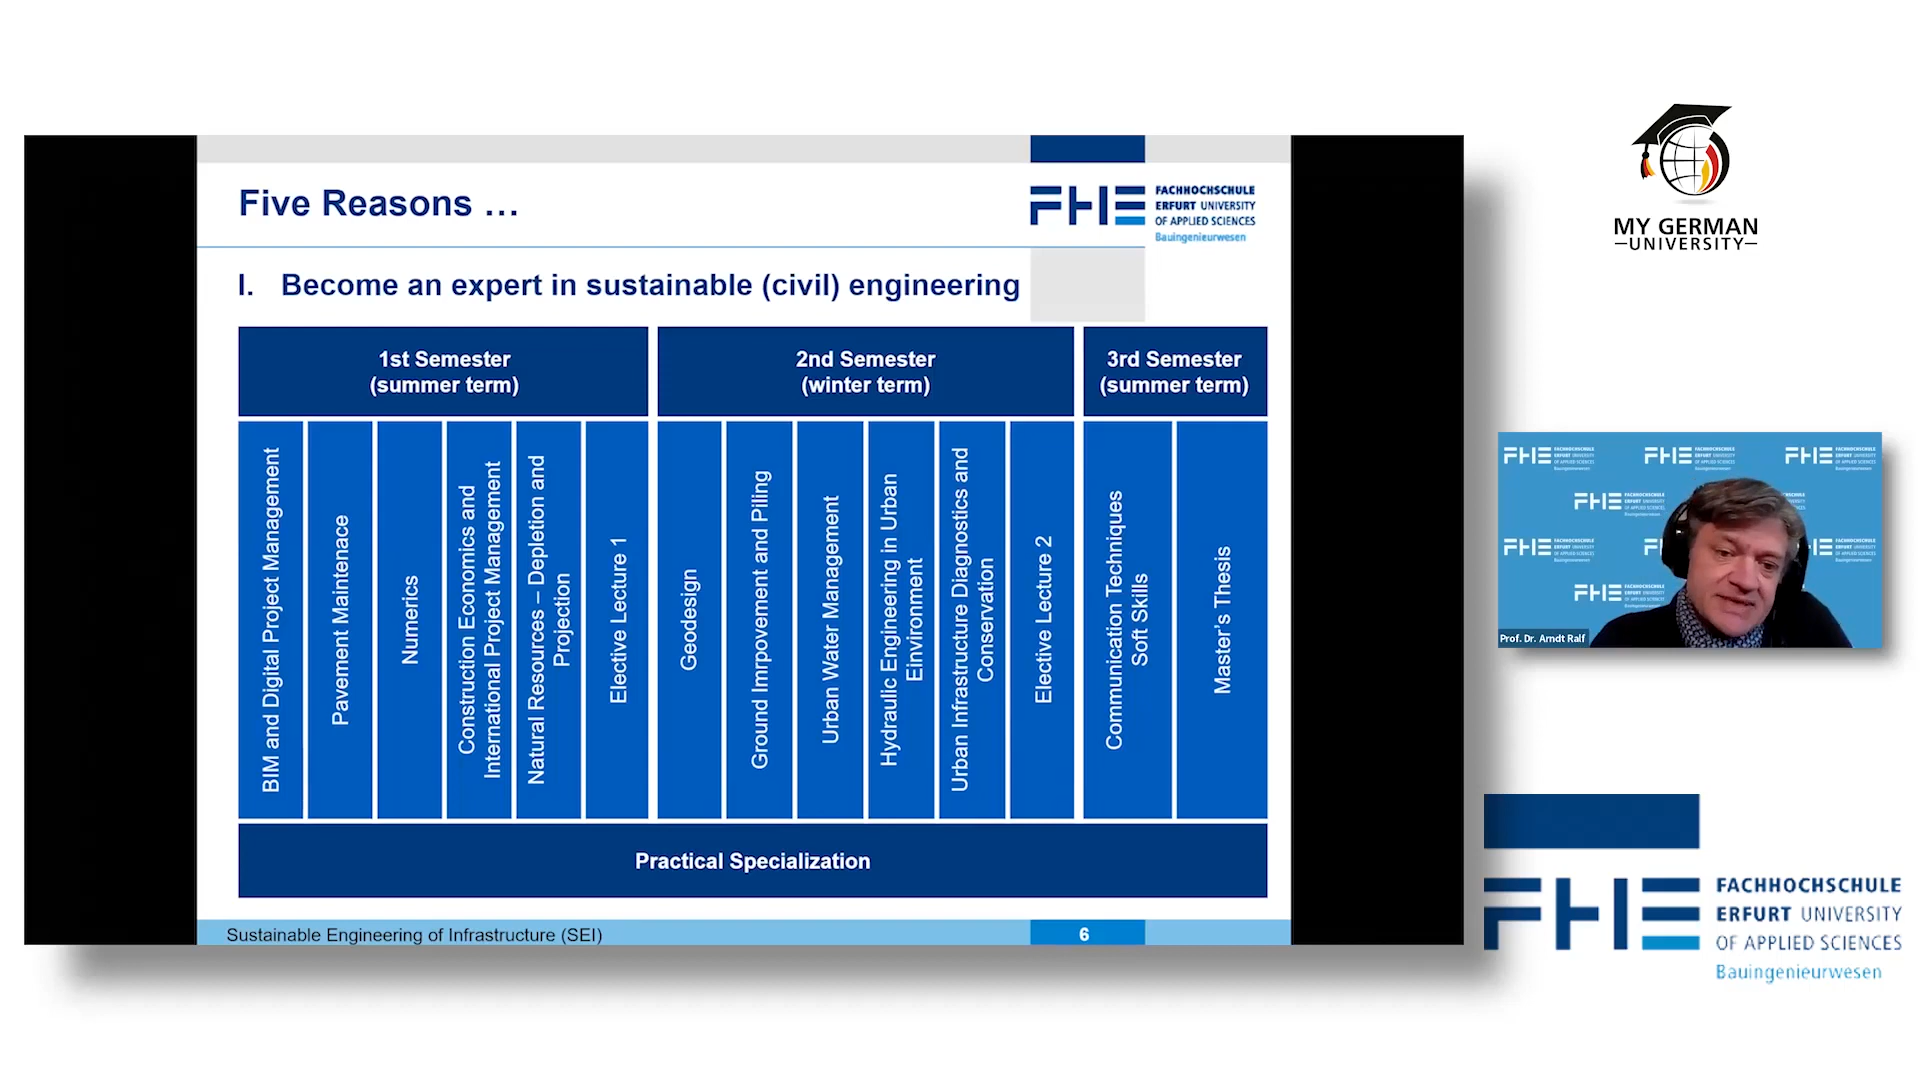 Five Reasons …
FACHHOCHSCHULE
ERFURT UNIVERSITY
OF APPLIED SCIENCES
Bauingenieurwesen
I. Become an expert in sustainable (civil) engineering
1st Semester
(summer term)
2nd Semester
(winter term)
3rd Semester
(summer term)
BIM and Digital Project Management
Pavement Maintenace
Numerics
Construction Economics and
International Project Management
Natural Resources – Depletion and
Projection
Elective Lecture 1
Geodesign
Ground Imrpovement and Piling
Urban Water Management
Hydraulic Engineering in Urban
Einvironment
Urban Infrastructure Diagnostics and
Conservation
Elective Lecture 2
Communication Techniques
Soft Skills
Master's Thesis
Practical Specialization
Sustainable Engineering of Infrastructure (SEI)
6
MY GERMAN
UNIVERSITY
Prof. Dr. Arndt Ralf
FHE
FACHHOCHSCHULE
ERFURT UNIVERSITY
OF APPLIED SCIENCES
Bauingenieurwesen